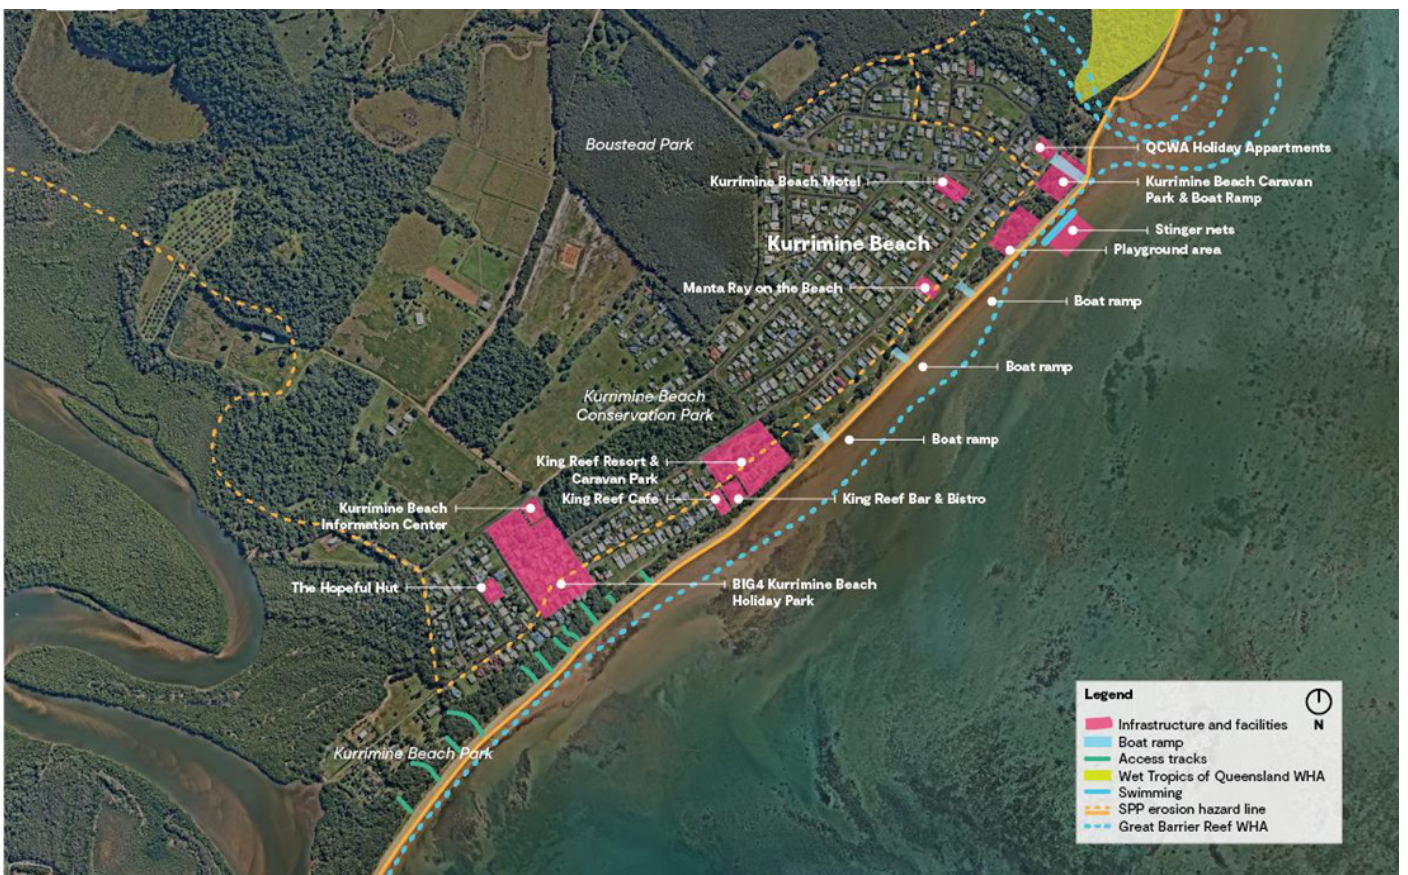 Boustead Park
QCWA Holiday Appartments
Kurrimine Beach Motel
Kurrimine Beach Caravan
Park & Boat Ramp
Stinger nets
Kurrimine Beach
Playground area
Manta Ray on the Beach
Boat ramp
Boat ramp
Kurrimine Beach
Conservation Park
Boat ramp
King Reef Resort &
Caravan Park
King Reef Cafe
King Reef Bar & Bistro
Kurrimine Beach
Information Center
The Hopeful Hut
BIG4 Kurrimine Beach
Holiday Park
Kurrimine Beach Park
Legend
N
Infrastructure and facilities
Boat ramp
Access tracks
Wet Tropics of Queensland WHA
Swimming
SPP erosion hazard line
Great Barrier Reef WHA